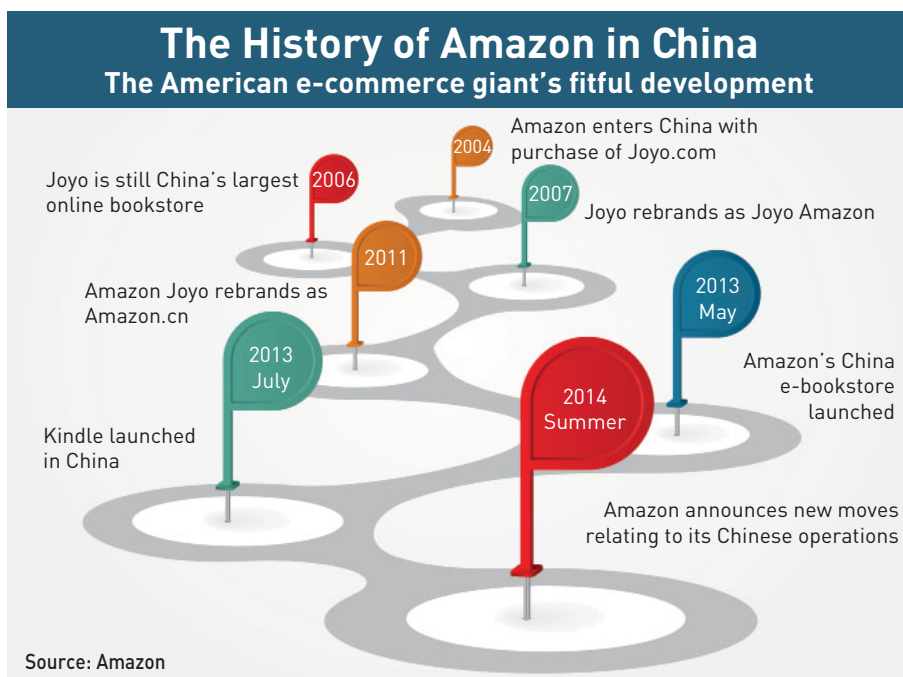 The History of Amazon in China
The American e-commerce giant's fitful development
2004
Amazon enters China with
purchase of Joyo.com
2006
Joyo is still China's largest
online bookstore
2007
Joyo rebrands as Joyo Amazon
2011
Amazon Joyo rebrands as
Amazon.cn
2013
May
Amazon's China
e-bookstore
launched
2013
July
Kindle launched
in China
2014
Summer
Amazon announces new moves
relating to its Chinese operations
Source: Amazon